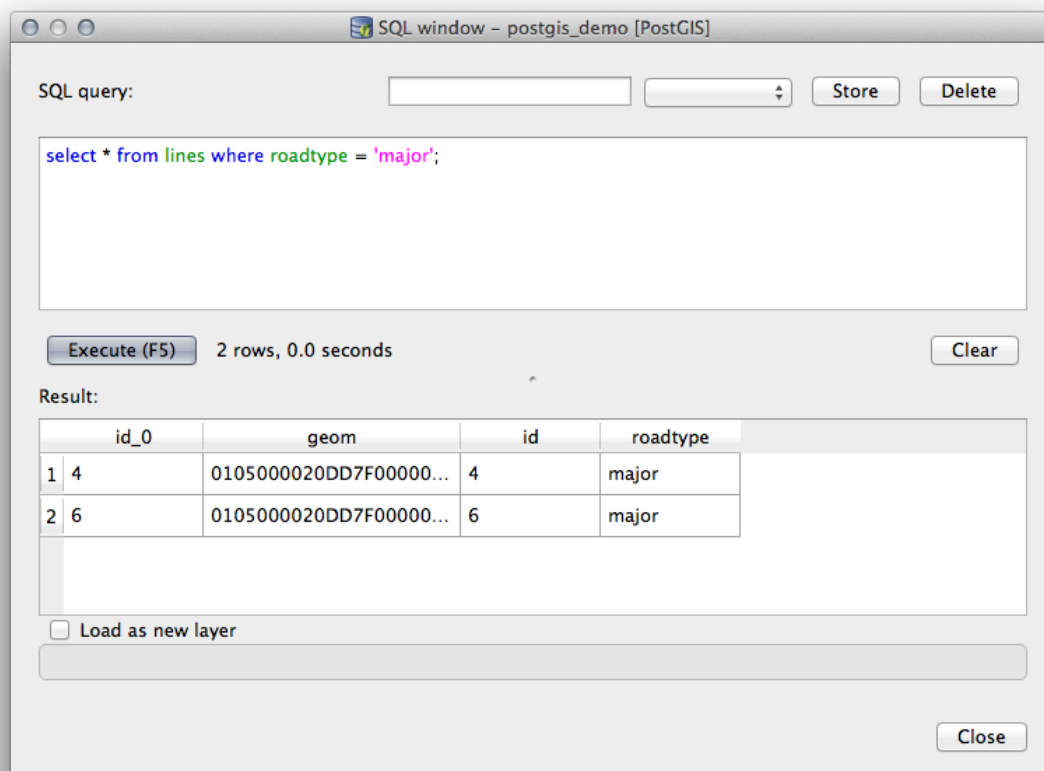 SQL window – postgis_demo [PostGIS]
SQL query: Store Delete
select * from lines where roadtype = 'major';
Execute (F5) 2 rows, 0.0 seconds Clear
Result:
id_0 geom id roadtype
1 4 0105000020DD7F00000... 4 major
2 6 0105000020DD7F00000... 6 major
Load as new layer
Close